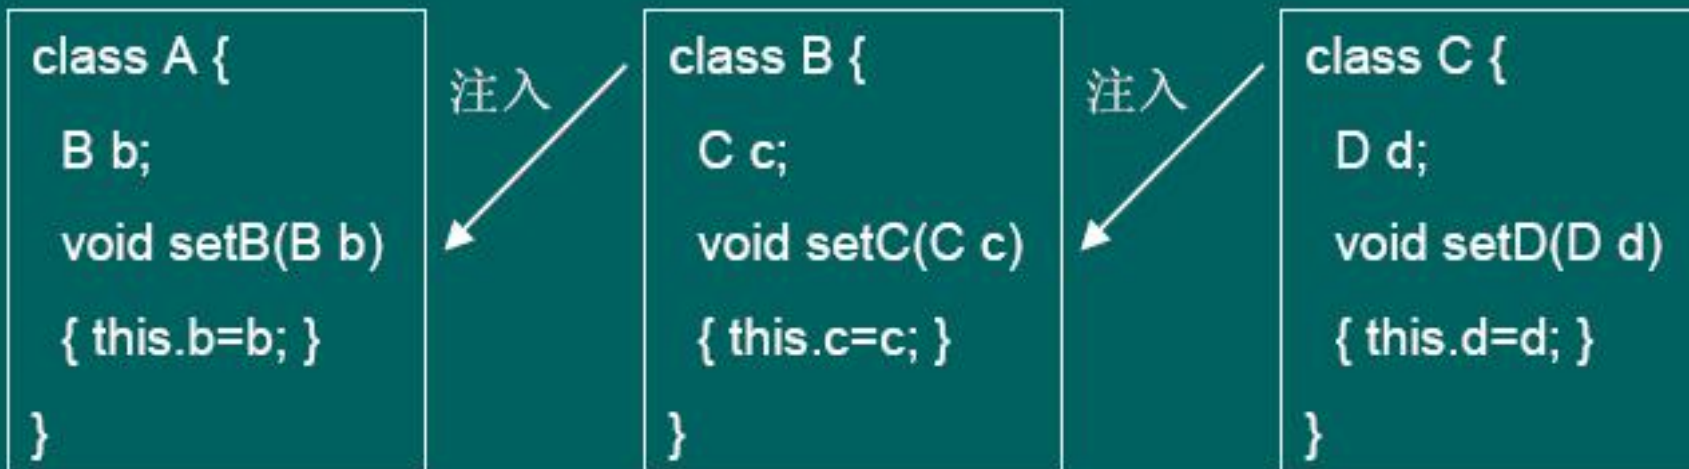 class A {
B b;
void setB(B b)
{ this.b=b; }
}
注入
class B {
C c;
void setC(C c)
{ this.c=c; }
}
注入
class C {
D d;
void setD(D d)
{ this.d=d; }
}